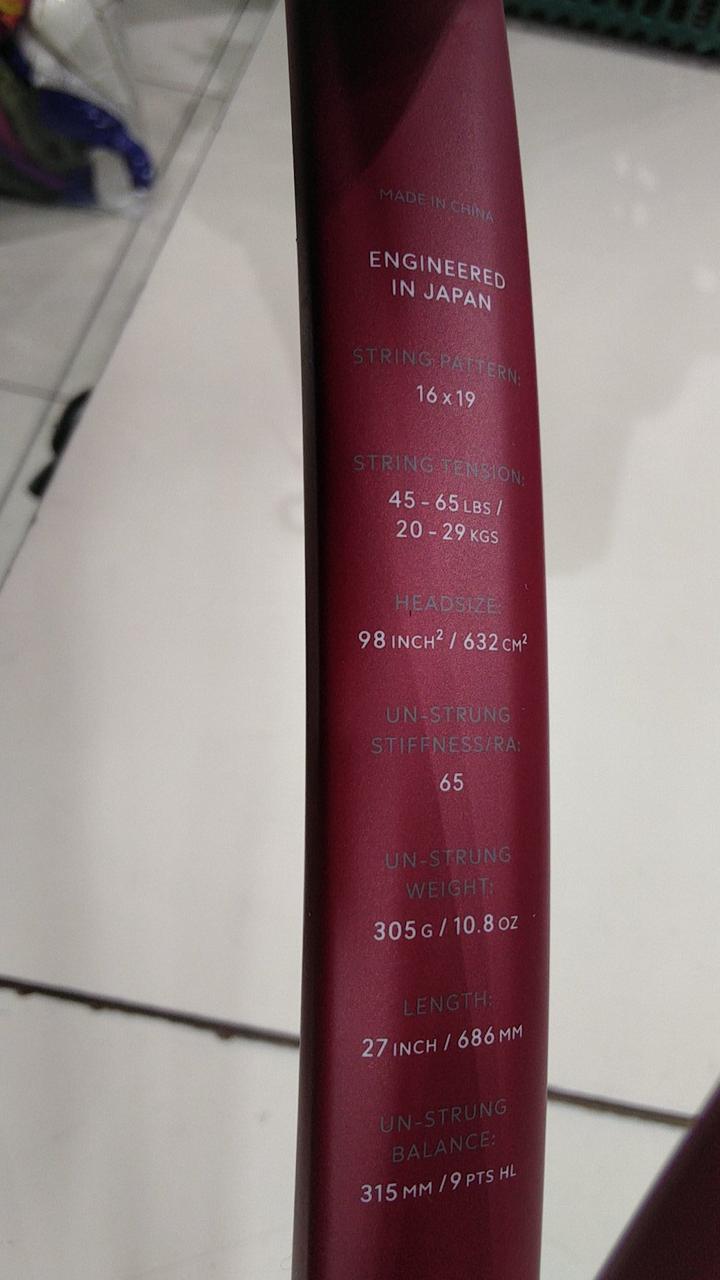 MADE IN CHINA
ENGINEERED
IN JAPAN
STRING PATTERN:
16 x 19
STRING TENSION:
45 - 65 LBS /
20 - 29 KGS
HEADSIZE:
98 INCH² / 632 CM²
UN-STRUNG
STIFFNESS/RA:
65
UN-STRUNG
WEIGHT:
305 G / 10.8 OZ
LENGTH:
27 INCH / 686 MM
UN-STRUNG
BALANCE:
315 MM / 9 PTS HL